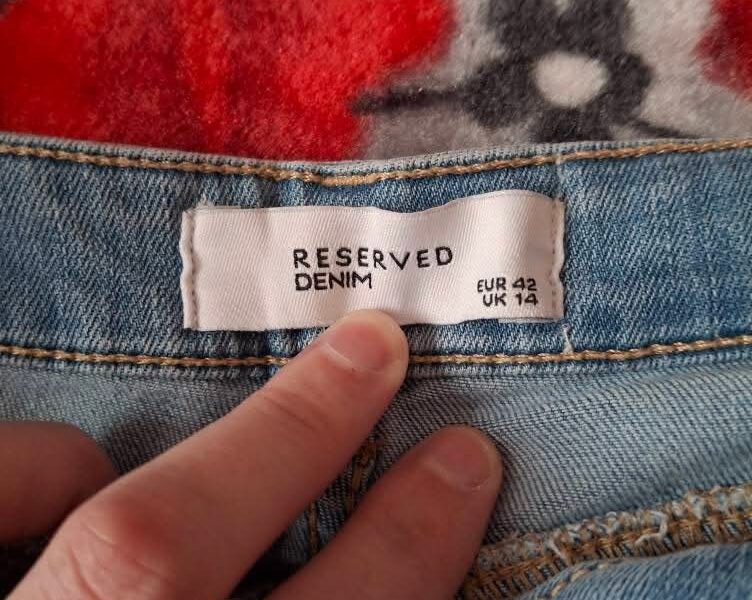 RESERVED
DENIM
EUR 42
UK 14